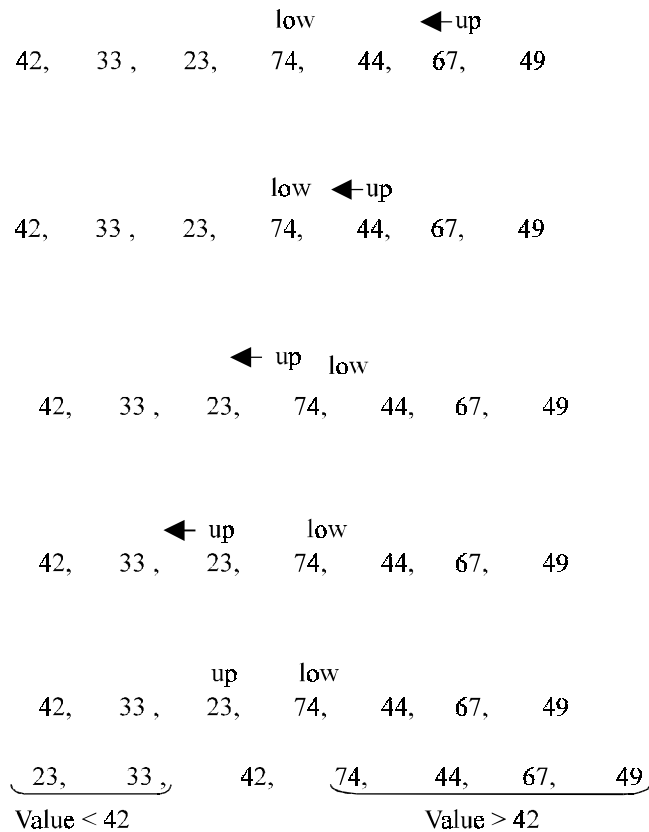 low up
42, 33 , 23, 74, 44, 67, 49
low up
42, 33 , 23, 74, 44, 67, 49
up low
42, 33 , 23, 74, 44, 67, 49
up low
42, 33 , 23, 74, 44, 67, 49
up low
42, 33 , 23, 74, 44, 67, 49
23, 33 , 42, 74, 44, 67, 49
Value < 42 Value > 42